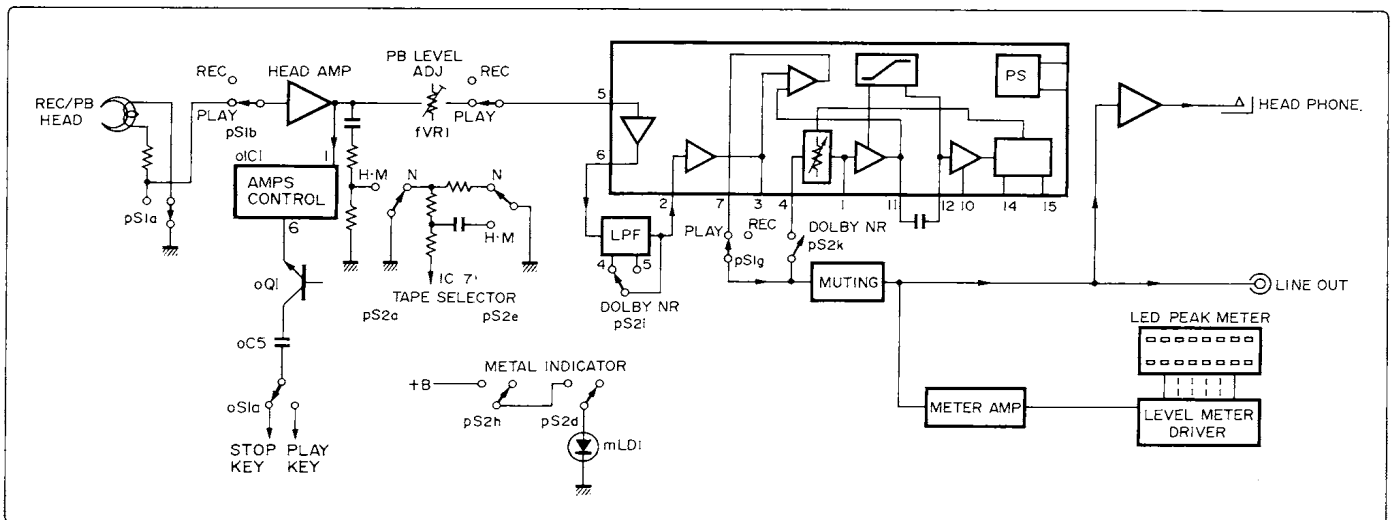 REC/PB
HEAD
REC
PLAY
pS1b
HEAD AMP
PB LEVEL
ADJ
fVR1
REC
PLAY
pS1a
oIC1
1
AMPS
CONTROL
6
H·M
N
N
H·M
IC 7'
TAPE SELECTOR
pS2a
pS2e
oQ1
oC5
oS1a
STOP
KEY
PLAY
KEY
METAL INDICATOR
+B
pS2h
pS2d
mLD1
5
6
PS
2
7
3
4
1
11
12
10
14
15
LPF
4
5
DOLBY NR
pS2i
PLAY
REC
pS1g
DOLBY NR
pS2k
MUTING
HEAD PHONE.
LINE OUT
LED PEAK METER
METER AMP
LEVEL METER
DRIVER